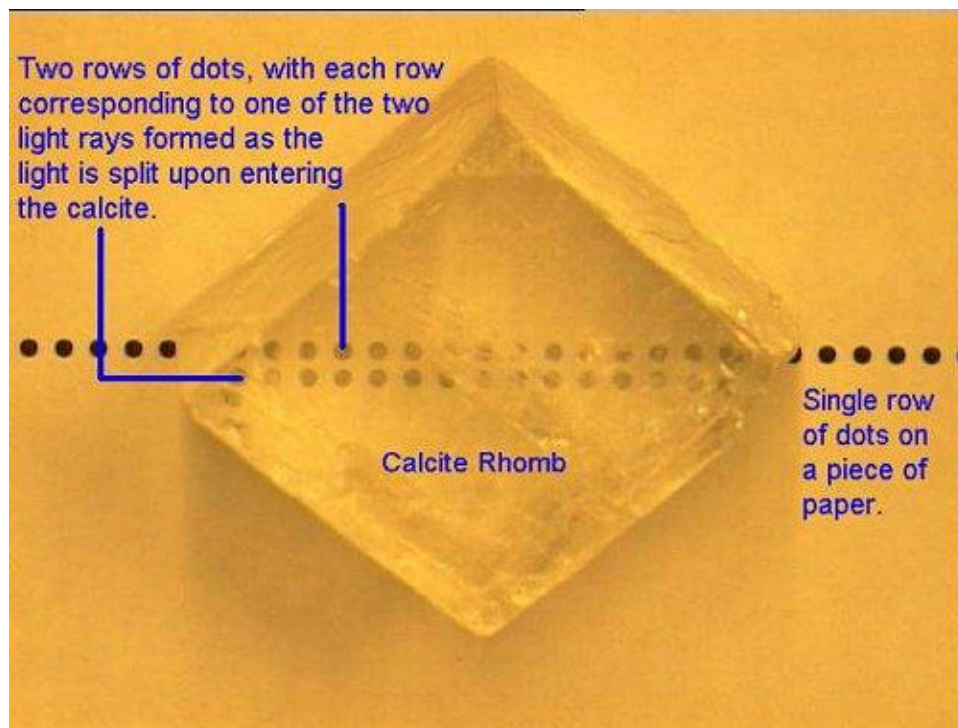 Two rows of dots, with each row
corresponding to one of the two
light rays formed as the
light is split upon entering
the calcite.
Calcite Rhomb
Single row
of dots on
a piece of
paper.